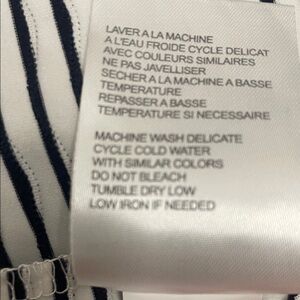 LAVER A LA MACHINE
A L'EAU FROIDE CYCLE DELICAT
AVEC COULEURS SIMILAIRES
NE PAS JAVELLISER
SECHER A LA MACHINE A BASSE
TEMPERATURE
REPASSER A BASSE
TEMPERATURE SI NECESSAIRE
MACHINE WASH DELICATE
CYCLE COLD WATER
WITH SIMILAR COLORS
DO NOT BLEACH
TUMBLE DRY LOW
LOW IRON IF NEEDED